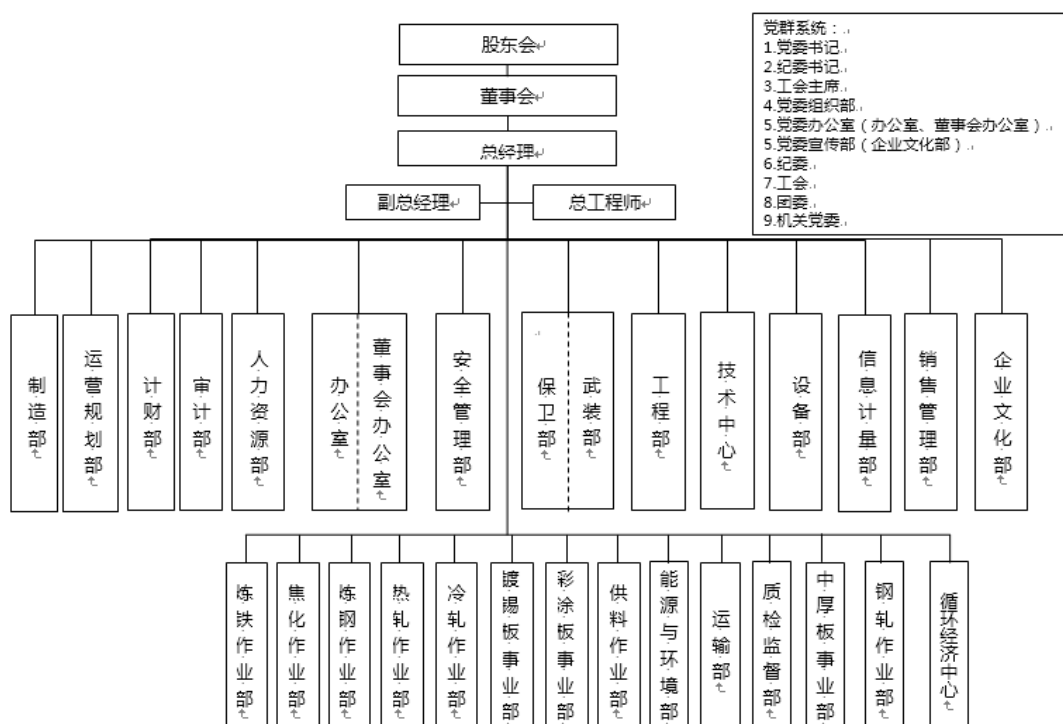 股东会
董事会
总经理
副总经理
总工程师
党群系统：
1.党委书记
2.纪委书记
3.工会主席
4.党委组织部
5.党委办公室（办公室、董事会办公室）
5.党委宣传部（企业文化部）
6.纪委
7.工会
8.团委
9.机关党委
制造部
运营规划部
计财部
审计部
人力资源部
办公室
董事会办公室
安全管理部
保卫部
武装部
工程部
技术中心
设备部
信息计量部
销售管理部
企业文化部
炼铁作业部
焦化作业部
炼钢作业部
热轧作业部
冷轧作业部
镀锡板事业部
彩涂板事业部
供料作业部
能源与环境部
运输部
质检监督部
中厚板事业部
钢轧作业部
循环经济中心